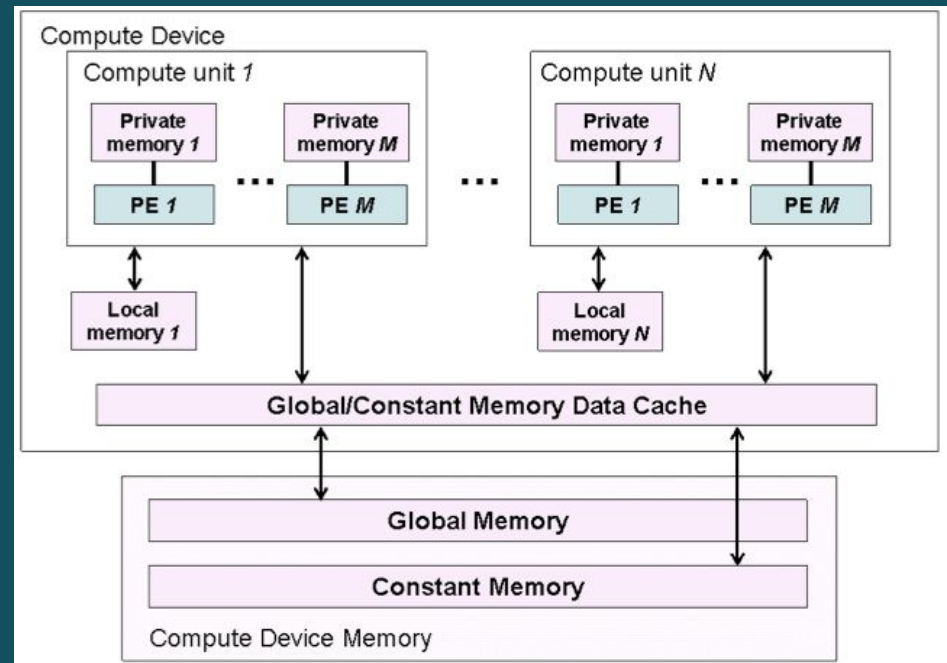 Compute Device
Compute unit 1
Private
memory 1
Private
memory M
...
PE 1
PE M
Local
memory 1
...
Compute unit N
Private
memory 1
Private
memory M
...
PE 1
PE M
Local
memory N
Global/Constant Memory Data Cache
Global Memory
Constant Memory
Compute Device Memory